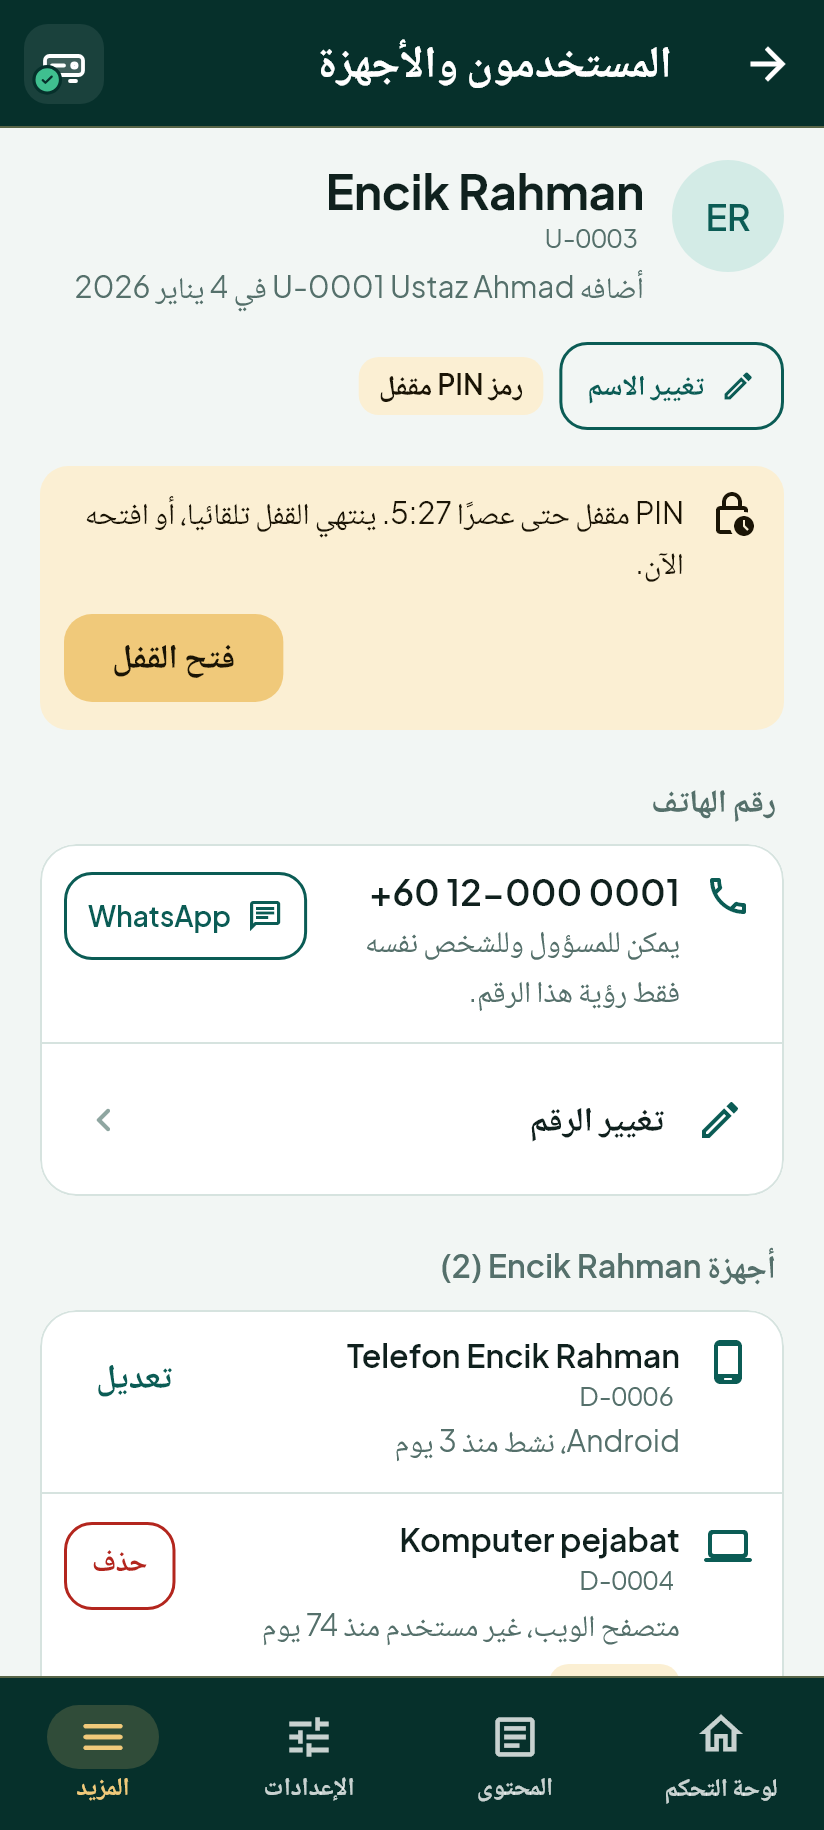 المستخدمون والأجهزة
ER
Encik Rahman
U-0003
أضافه U-0001 Ustaz Ahmad في 4 يناير 2026
تغيير الاسم
رمز PIN مقفل
PIN مقفل حتى عصرًا 5:27. ينتهي القفل تلقائيا، أو افتحه
الآن.
فتح القفل
رقم الهاتف
+60 12-000 0001
WhatsApp
يمكن للمسؤول وللشخص نفسه
فقط رؤية هذا الرقم.
تغيير الرقم
أجهزة Encik Rahman (2)
Telefon Encik Rahman
تعديل
D-0006
Android، نشط منذ 3 يوم
Komputer pejabat
حذف
D-0004
متصفح الويب، غير مستخدم منذ 74 يوم
لوحة التحكم
المحتوى
الإعدادات
المزيد